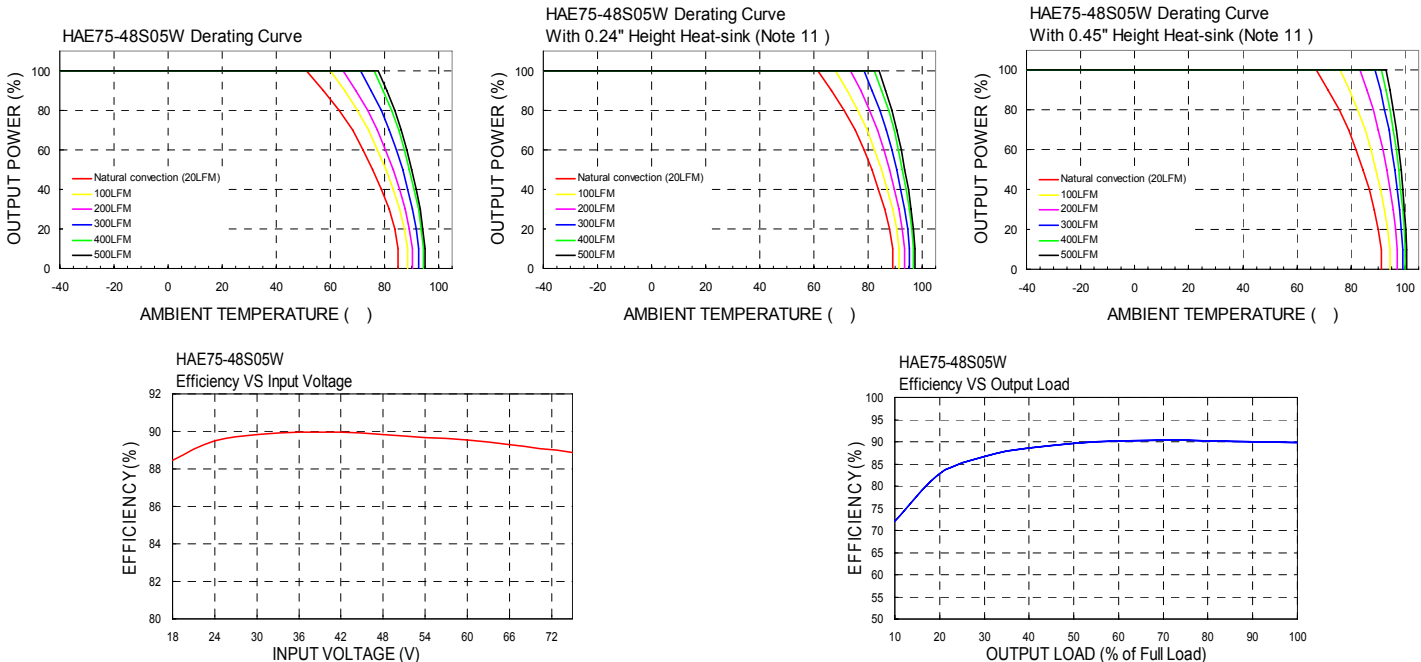 HAE75-48S05W Derating Curve
OUTPUT POWER (%)
100
80
60
40
20
0
Natural convection (20LFM)
100LFM
200LFM
300LFM
400LFM
500LFM
-40 -20 0 20 40 60 80 100
AMBIENT TEMPERATURE ( )
HAE75-48S05W Derating Curve
With 0.24" Height Heat-sink (Note 11 )
OUTPUT POWER (%)
100
80
60
40
20
0
Natural convection (20LFM)
100LFM
200LFM
300LFM
400LFM
500LFM
-40 -20 0 20 40 60 80 100
AMBIENT TEMPERATURE ( )
HAE75-48S05W Derating Curve
With 0.45" Height Heat-sink (Note 11 )
OUTPUT POWER (%)
100
80
60
40
20
0
Natural convection (20LFM)
100LFM
200LFM
300LFM
400LFM
500LFM
-40 -20 0 20 40 60 80 100
AMBIENT TEMPERATURE ( )
HAE75-48S05W
Efficiency VS Input Voltage
EFFICIENCY(%)
92
90
88
86
84
82
80
18 24 30 36 42 48 54 60 66 72
INPUT VOLTAGE (V)
HAE75-48S05W
Efficiency VS Output Load
EFFICIENCY(%)
100
95
90
85
80
75
70
65
60
55
50
10 20 30 40 50 60 70 80 90 100
OUTPUT LOAD (% of Full Load)